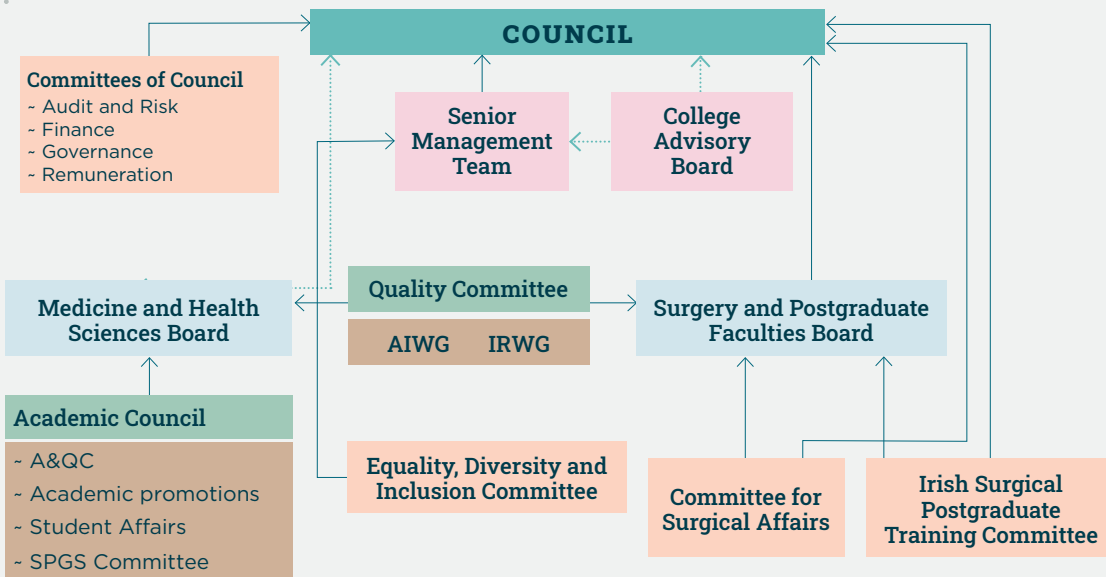 COUNCIL
Committees of Council
~ Audit and Risk
~ Finance
~ Governance
~ Remuneration
Senior
Management
Team
College
Advisory
Board
Medicine and Health
Sciences Board
Quality Committee
AIWG IRWG
Surgery and Postgraduate
Faculties Board
Academic Council
~ A&QC
~ Academic promotions
~ Student Affairs
~ SPGS Committee
Equality, Diversity and
Inclusion Committee
Committee for
Surgical Affairs
Irish Surgical
Postgraduate
Training Committee